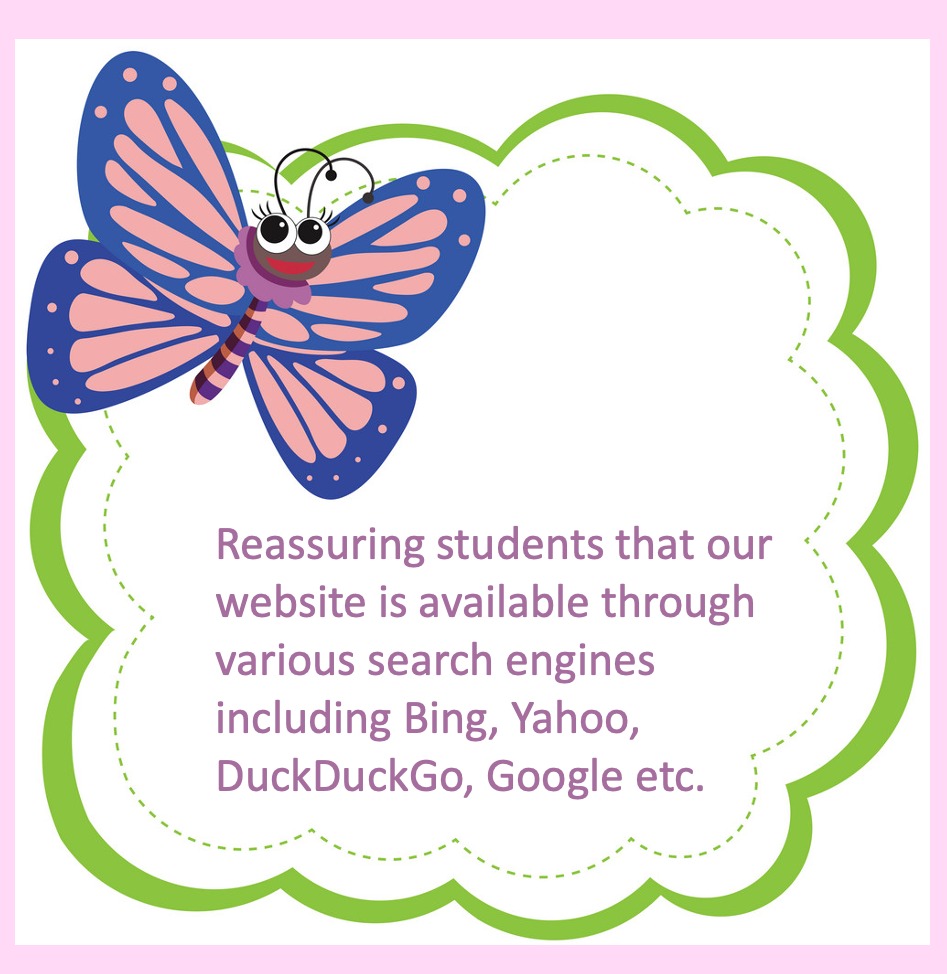 Reassuring students that our
website is available through
various search engines
including Bing, Yahoo,
DuckDuckGo, Google etc.